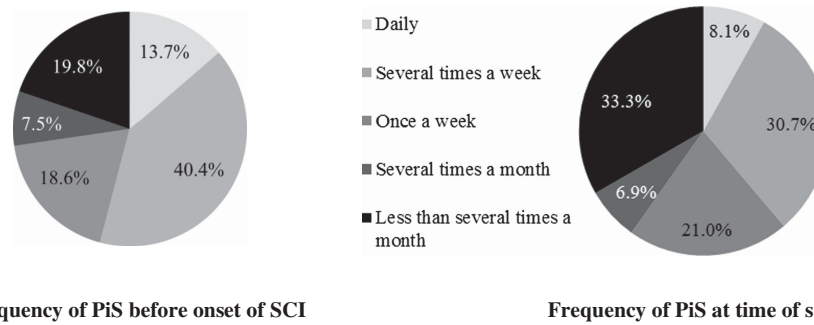 13.7%
40.4%
18.6%
7.5%
19.8%
Daily
Several times a week
Once a week
Several times a month
Less than several times a
month
8.1%
30.7%
21.0%
6.9%
33.3%
quency of PiS before onset of SCI
Frequency of PiS at time of s